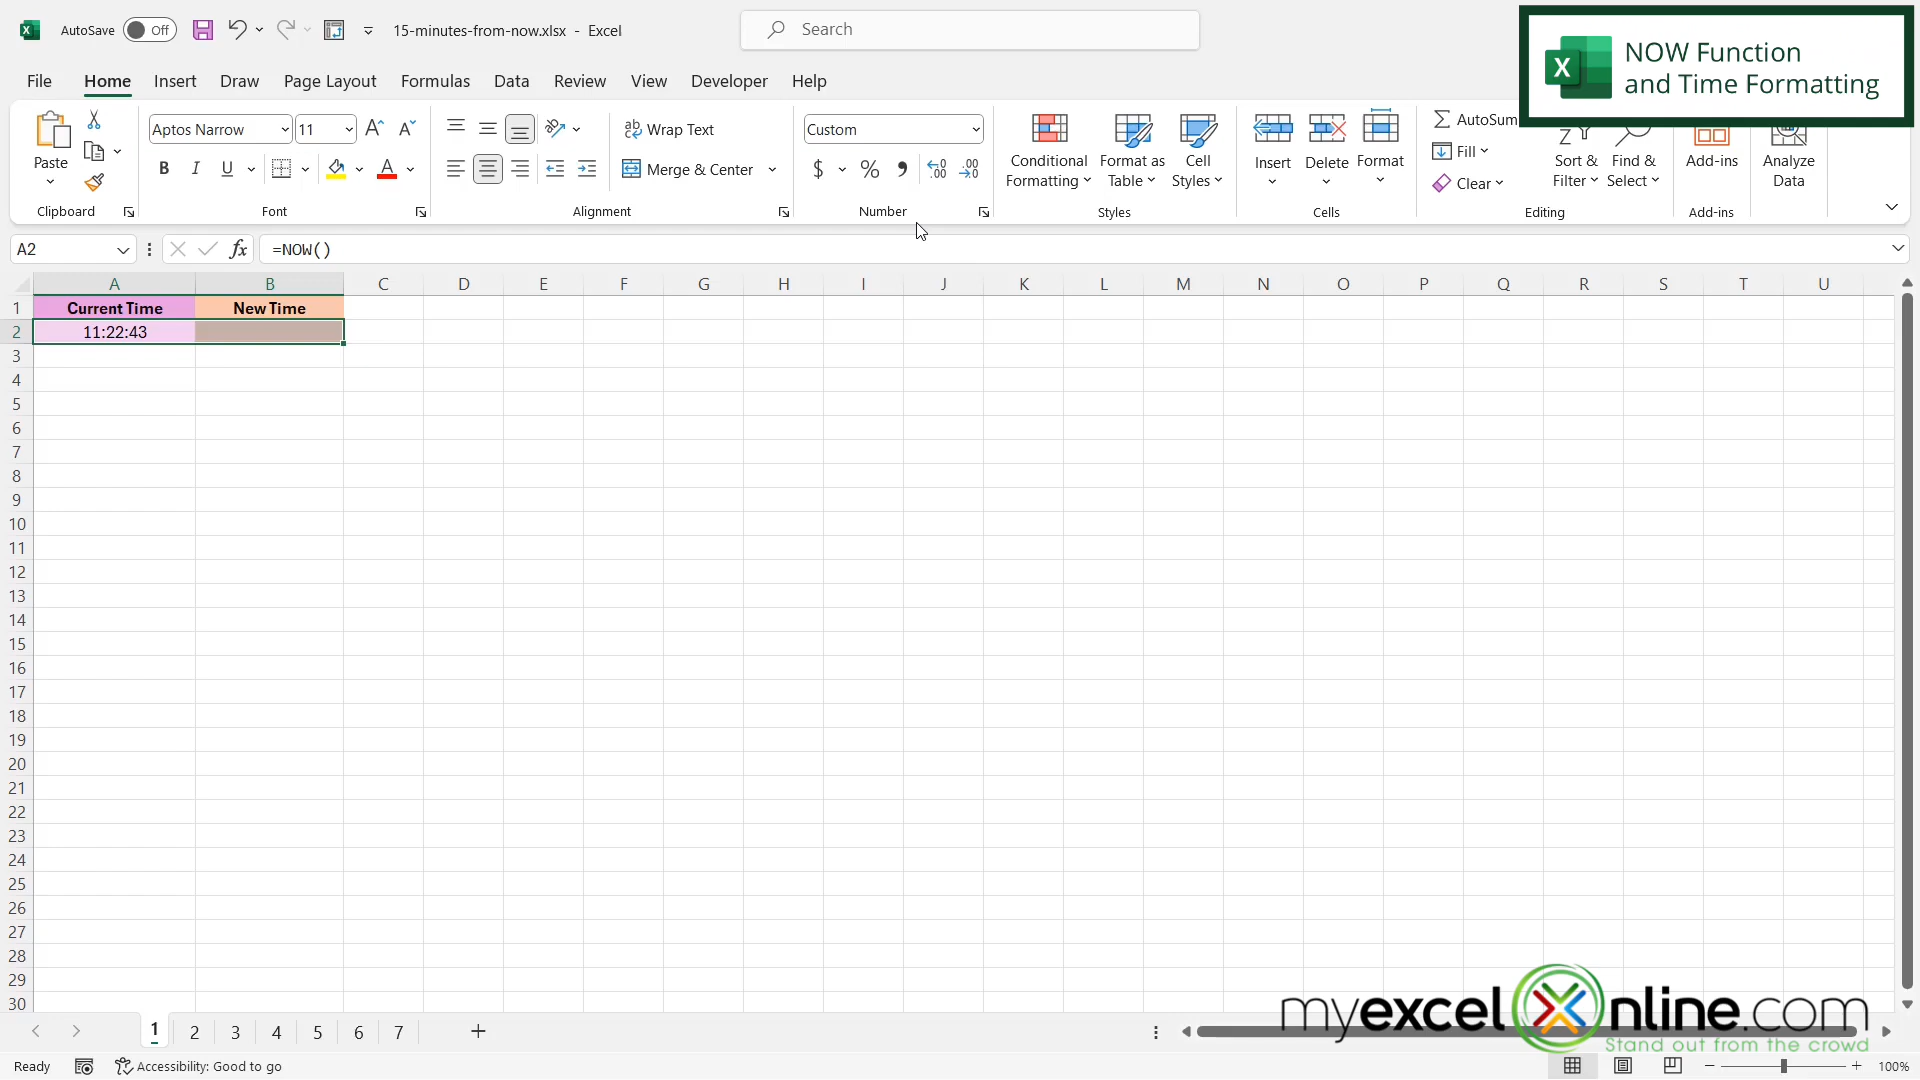 AutoSave Off 15-minutes-from-now.xlsx - Excel Search
NOW Function
and Time Formatting
File Home Insert Draw Page Layout Formulas Data Review View Developer Help
Paste
Clipboard
Aptos Narrow 11
B I U
Font
Wrap Text
Merge & Center
Alignment
Custom
$ %
Number
Conditional
Formatting
Format as
Table
Cell
Styles
Styles
Insert Delete Format
Cells
AutoSum
Fill
Clear
Sort &
Filter
Find &
Select
Editing
Add-ins
Add-ins
Analyze
Data
A2 fx =NOW()
A B C D E F G H I J K L M N O P Q R S T U
1 Current Time New Time
2 11:22:43
3
4
5
6
7
8
9
10
11
12
13
14
15
16
17
18
19
20
21
22
23
24
25
26
27
28
29
30
myexcelonline.com
Stand out from the crowd
1 2 3 4 5 6 7 +
Ready Accessibility: Good to go 100%